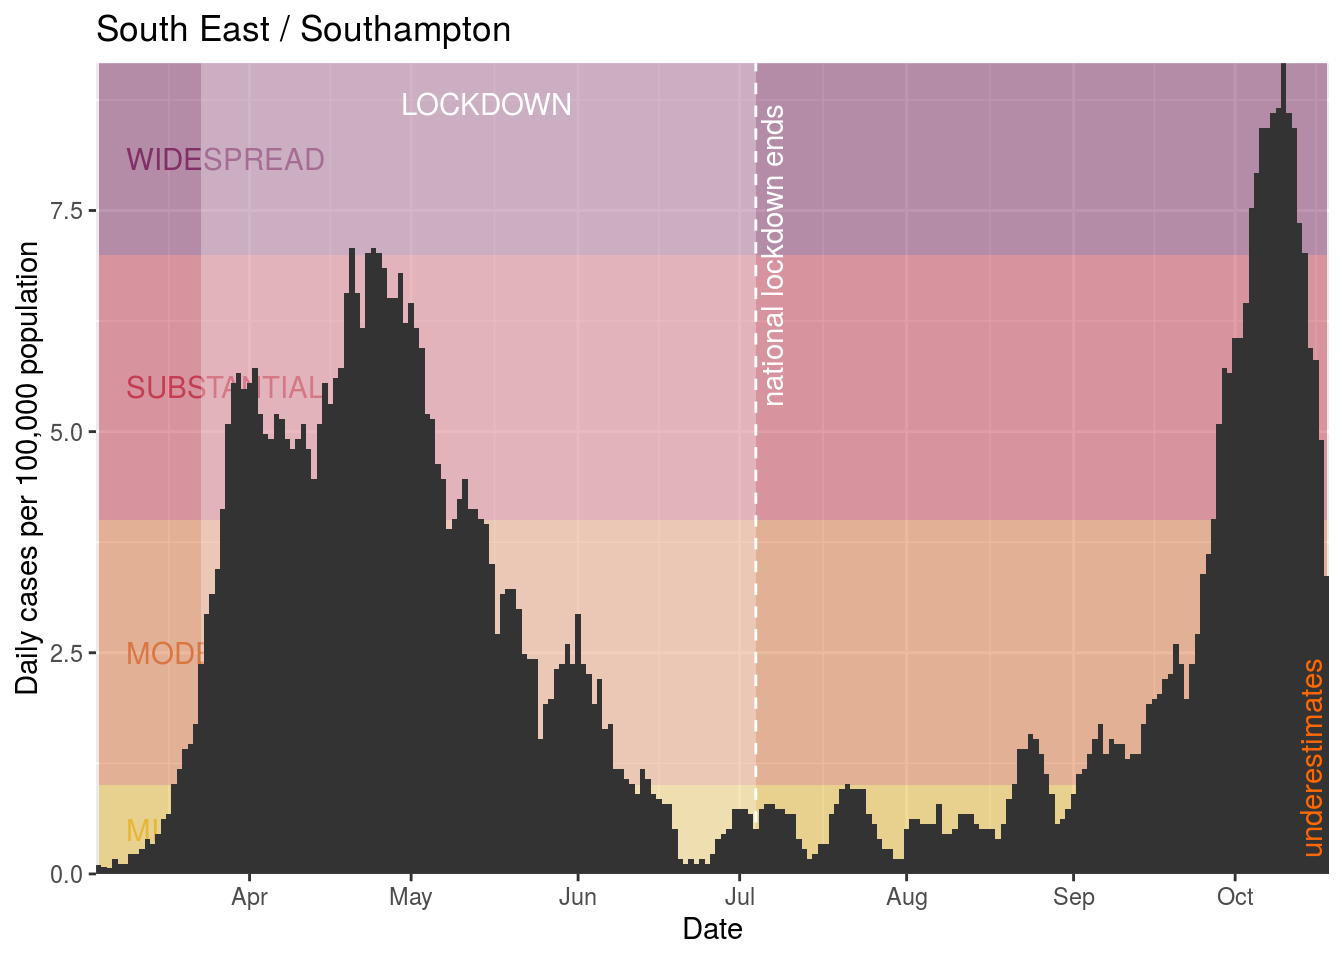 South East / Southampton
LOCKDOWN
WIDESPREAD
national lockdown ends
SUBSTANTIAL
7.5
5.0
2.5
0.0
Daily cases per 100,000 population
underestimates
Apr May Jun Jul Aug Sep Oct
Date